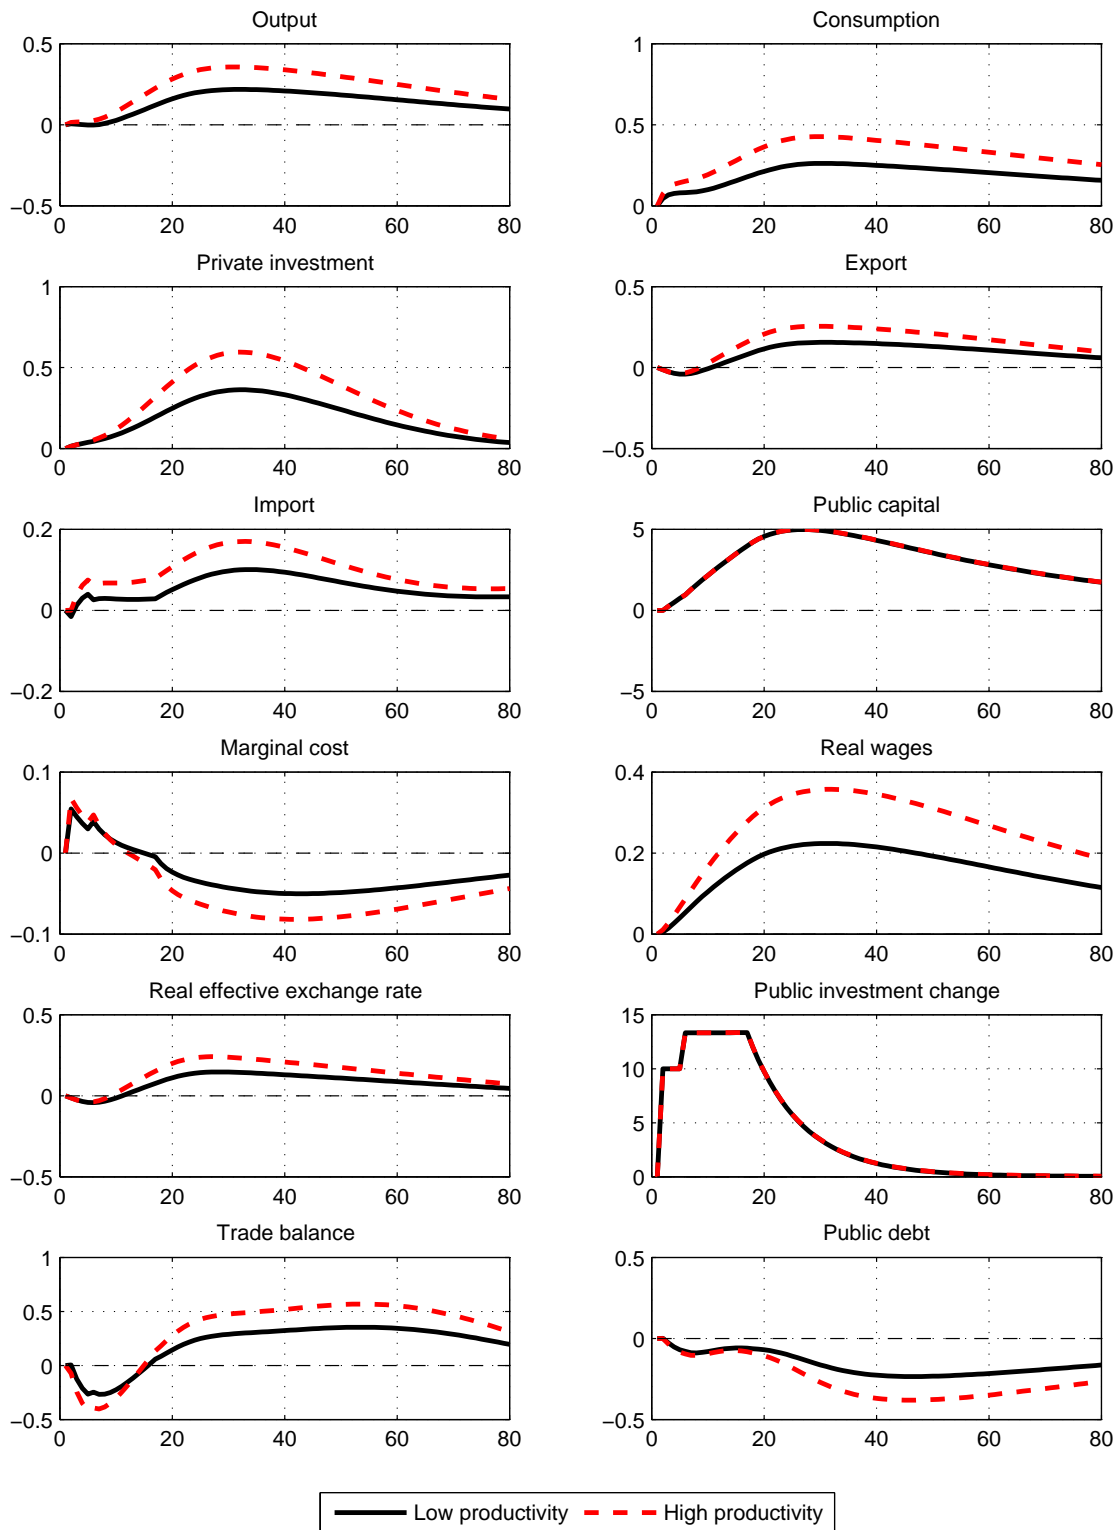 Output
0.5
0
−0.5
0 20 40 60 80
Consumption
1
0.5
0
0 20 40 60 80
Private investment
1
0.5
0
0 20 40 60 80
Export
0.5
0
−0.5
0 20 40 60 80
Import
0.2
0
−0.2
0 20 40 60 80
Public capital
5
0
−5
0 20 40 60 80
Marginal cost
0.1
0
−0.1
0 20 40 60 80
Real wages
0.4
0.2
0
0 20 40 60 80
Real effective exchange rate
0.5
0
−0.5
0 20 40 60 80
Public investment change
15
10
5
0
0 20 40 60 80
Trade balance
1
0.5
0
−0.5
0 20 40 60 80
Public debt
0.5
0
−0.5
0 20 40 60 80
Low productivity High productivity